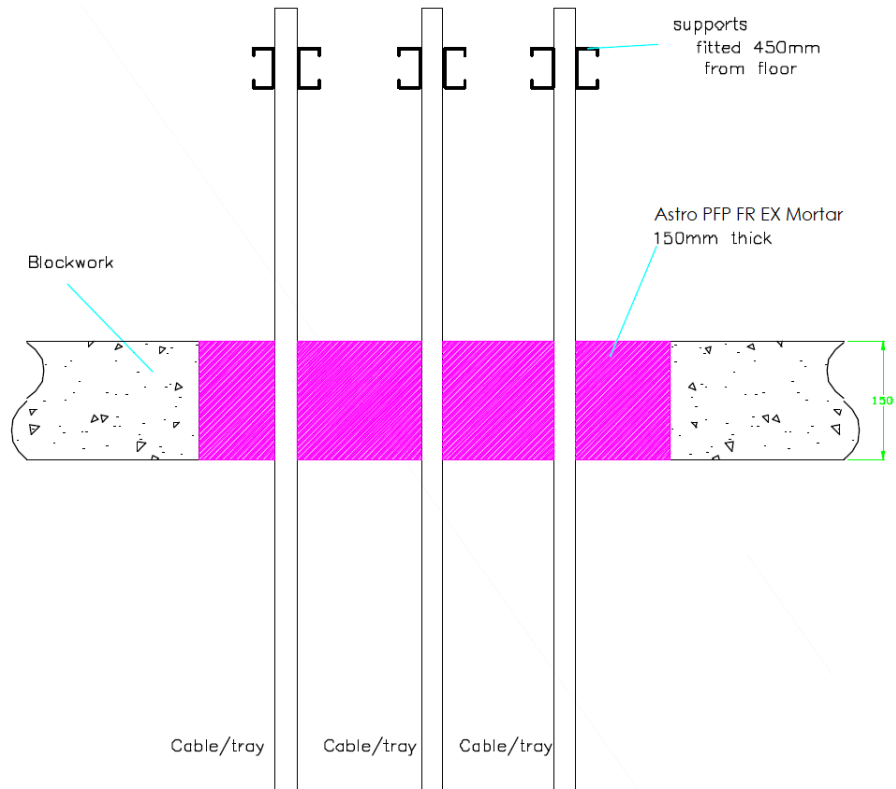 supports
fitted 450mm
from floor
Astro PFP FR EX Mortar
150mm thick
Blockwork
150
Cable/tray
Cable/tray
Cable/tray